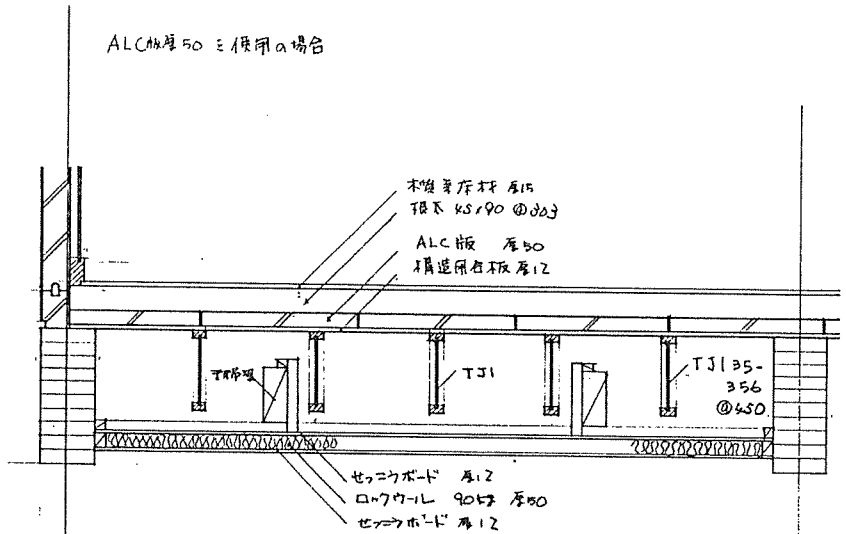 ALC版厚50を使用の場合
木質系床材 厚15
根太 45×90 @303
ALC版 厚50
構造用合板 厚12
TJI
TJI35-
356
@450
せっこうボード 厚12
ロックウール 90kg 厚50
せっこうボード 厚12